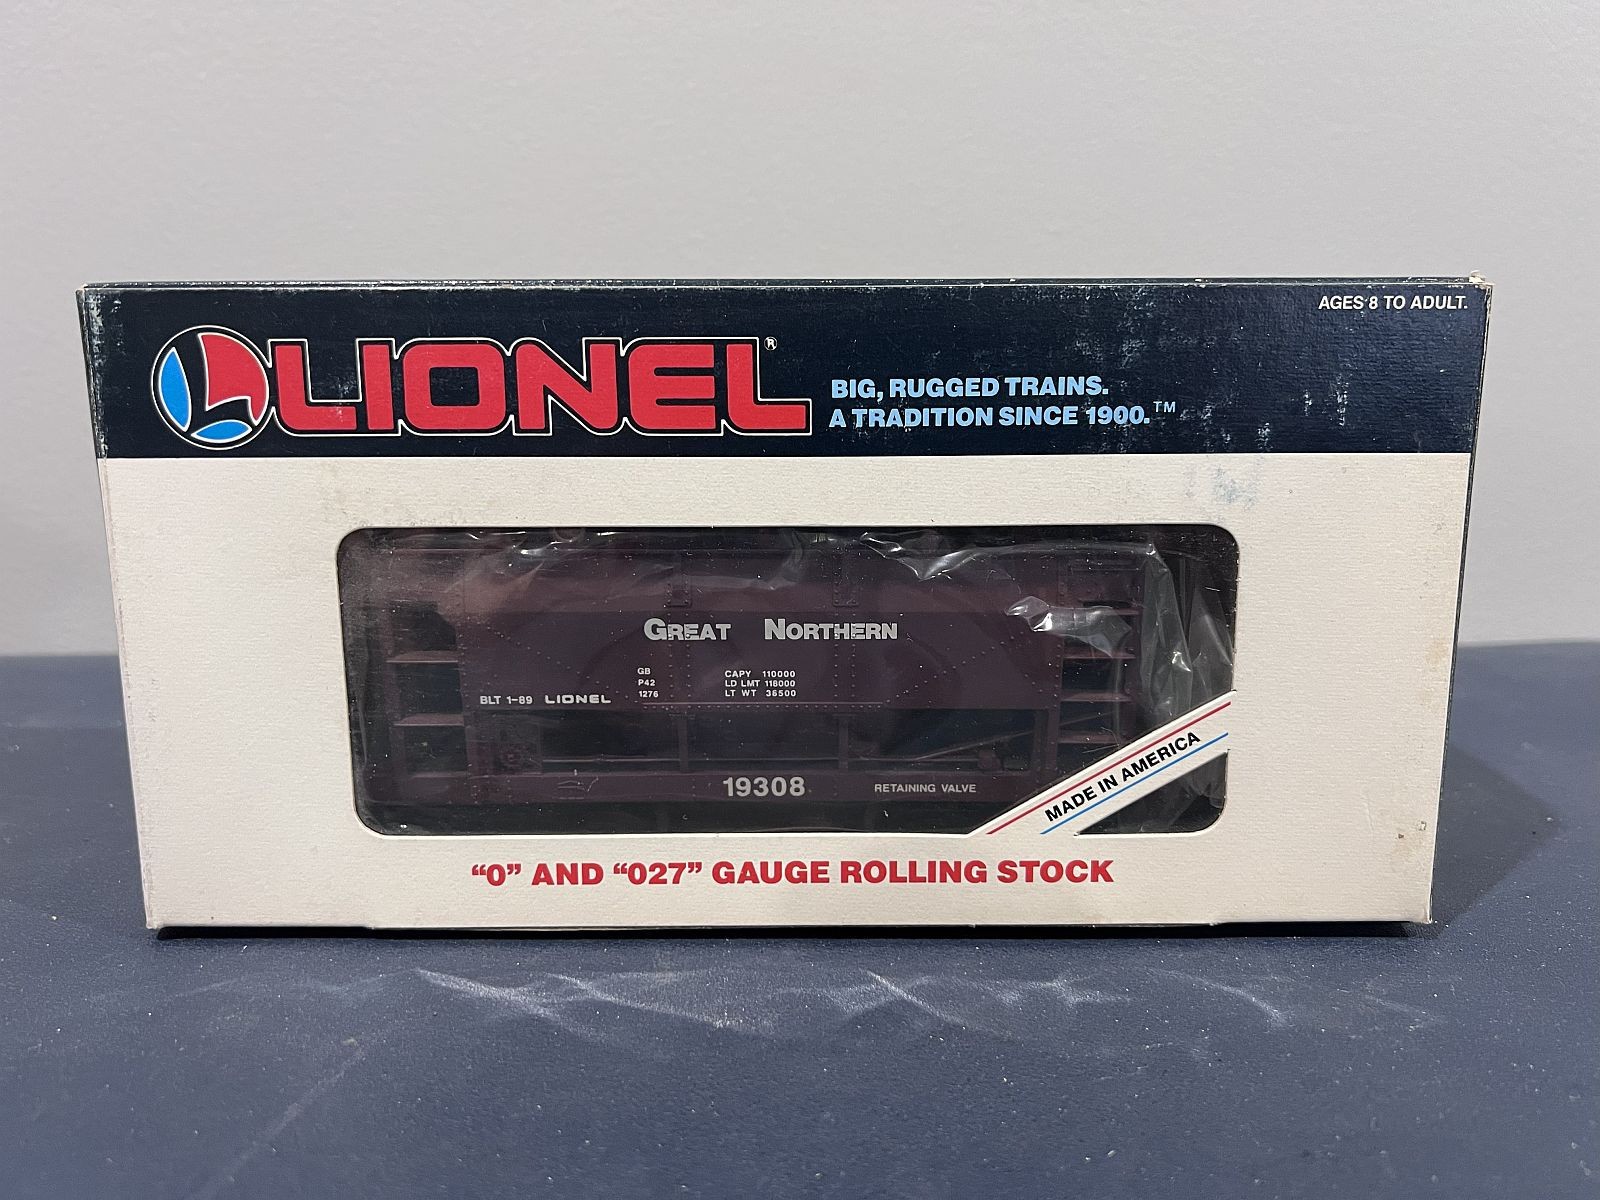 AGES 8 TO ADULT.
LIONEL®
BIG, RUGGED TRAINS.
A TRADITION SINCE 1900.™
GREAT NORTHERN
GB
P42
1276
CAPY 110000
LD LMT 118000
LT WT 36500
BLT 1-89 LIONEL
19308
RETAINING VALVE
MADE IN AMERICA
“0” AND “027” GAUGE ROLLING STOCK